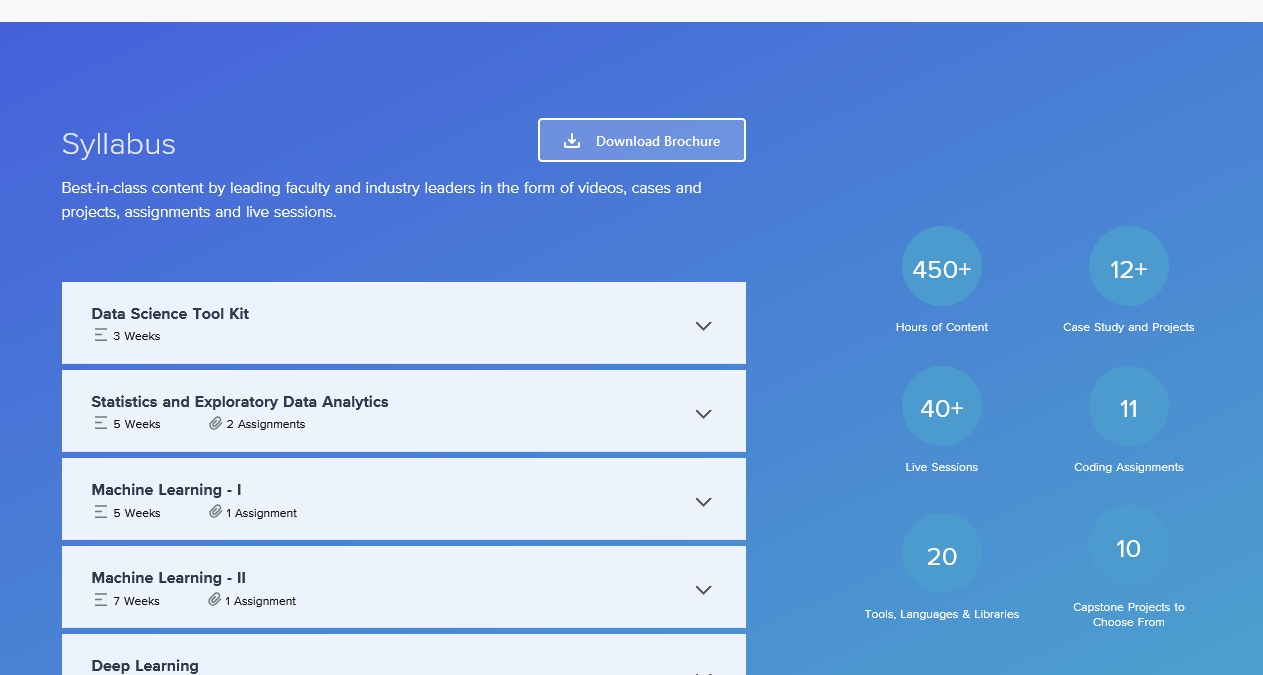 Syllabus
Download Brochure
Best-in-class content by leading faculty and industry leaders in the form of videos, cases and
projects, assignments and live sessions.
Data Science Tool Kit
3 Weeks
Statistics and Exploratory Data Analytics
5 Weeks
2 Assignments
Machine Learning - I
5 Weeks
1 Assignment
Machine Learning - II
7 Weeks
1 Assignment
Deep Learning
450+
Hours of Content
12+
Case Study and Projects
40+
Live Sessions
11
Coding Assignments
20
Tools, Languages & Libraries
10
Capstone Projects to
Choose From